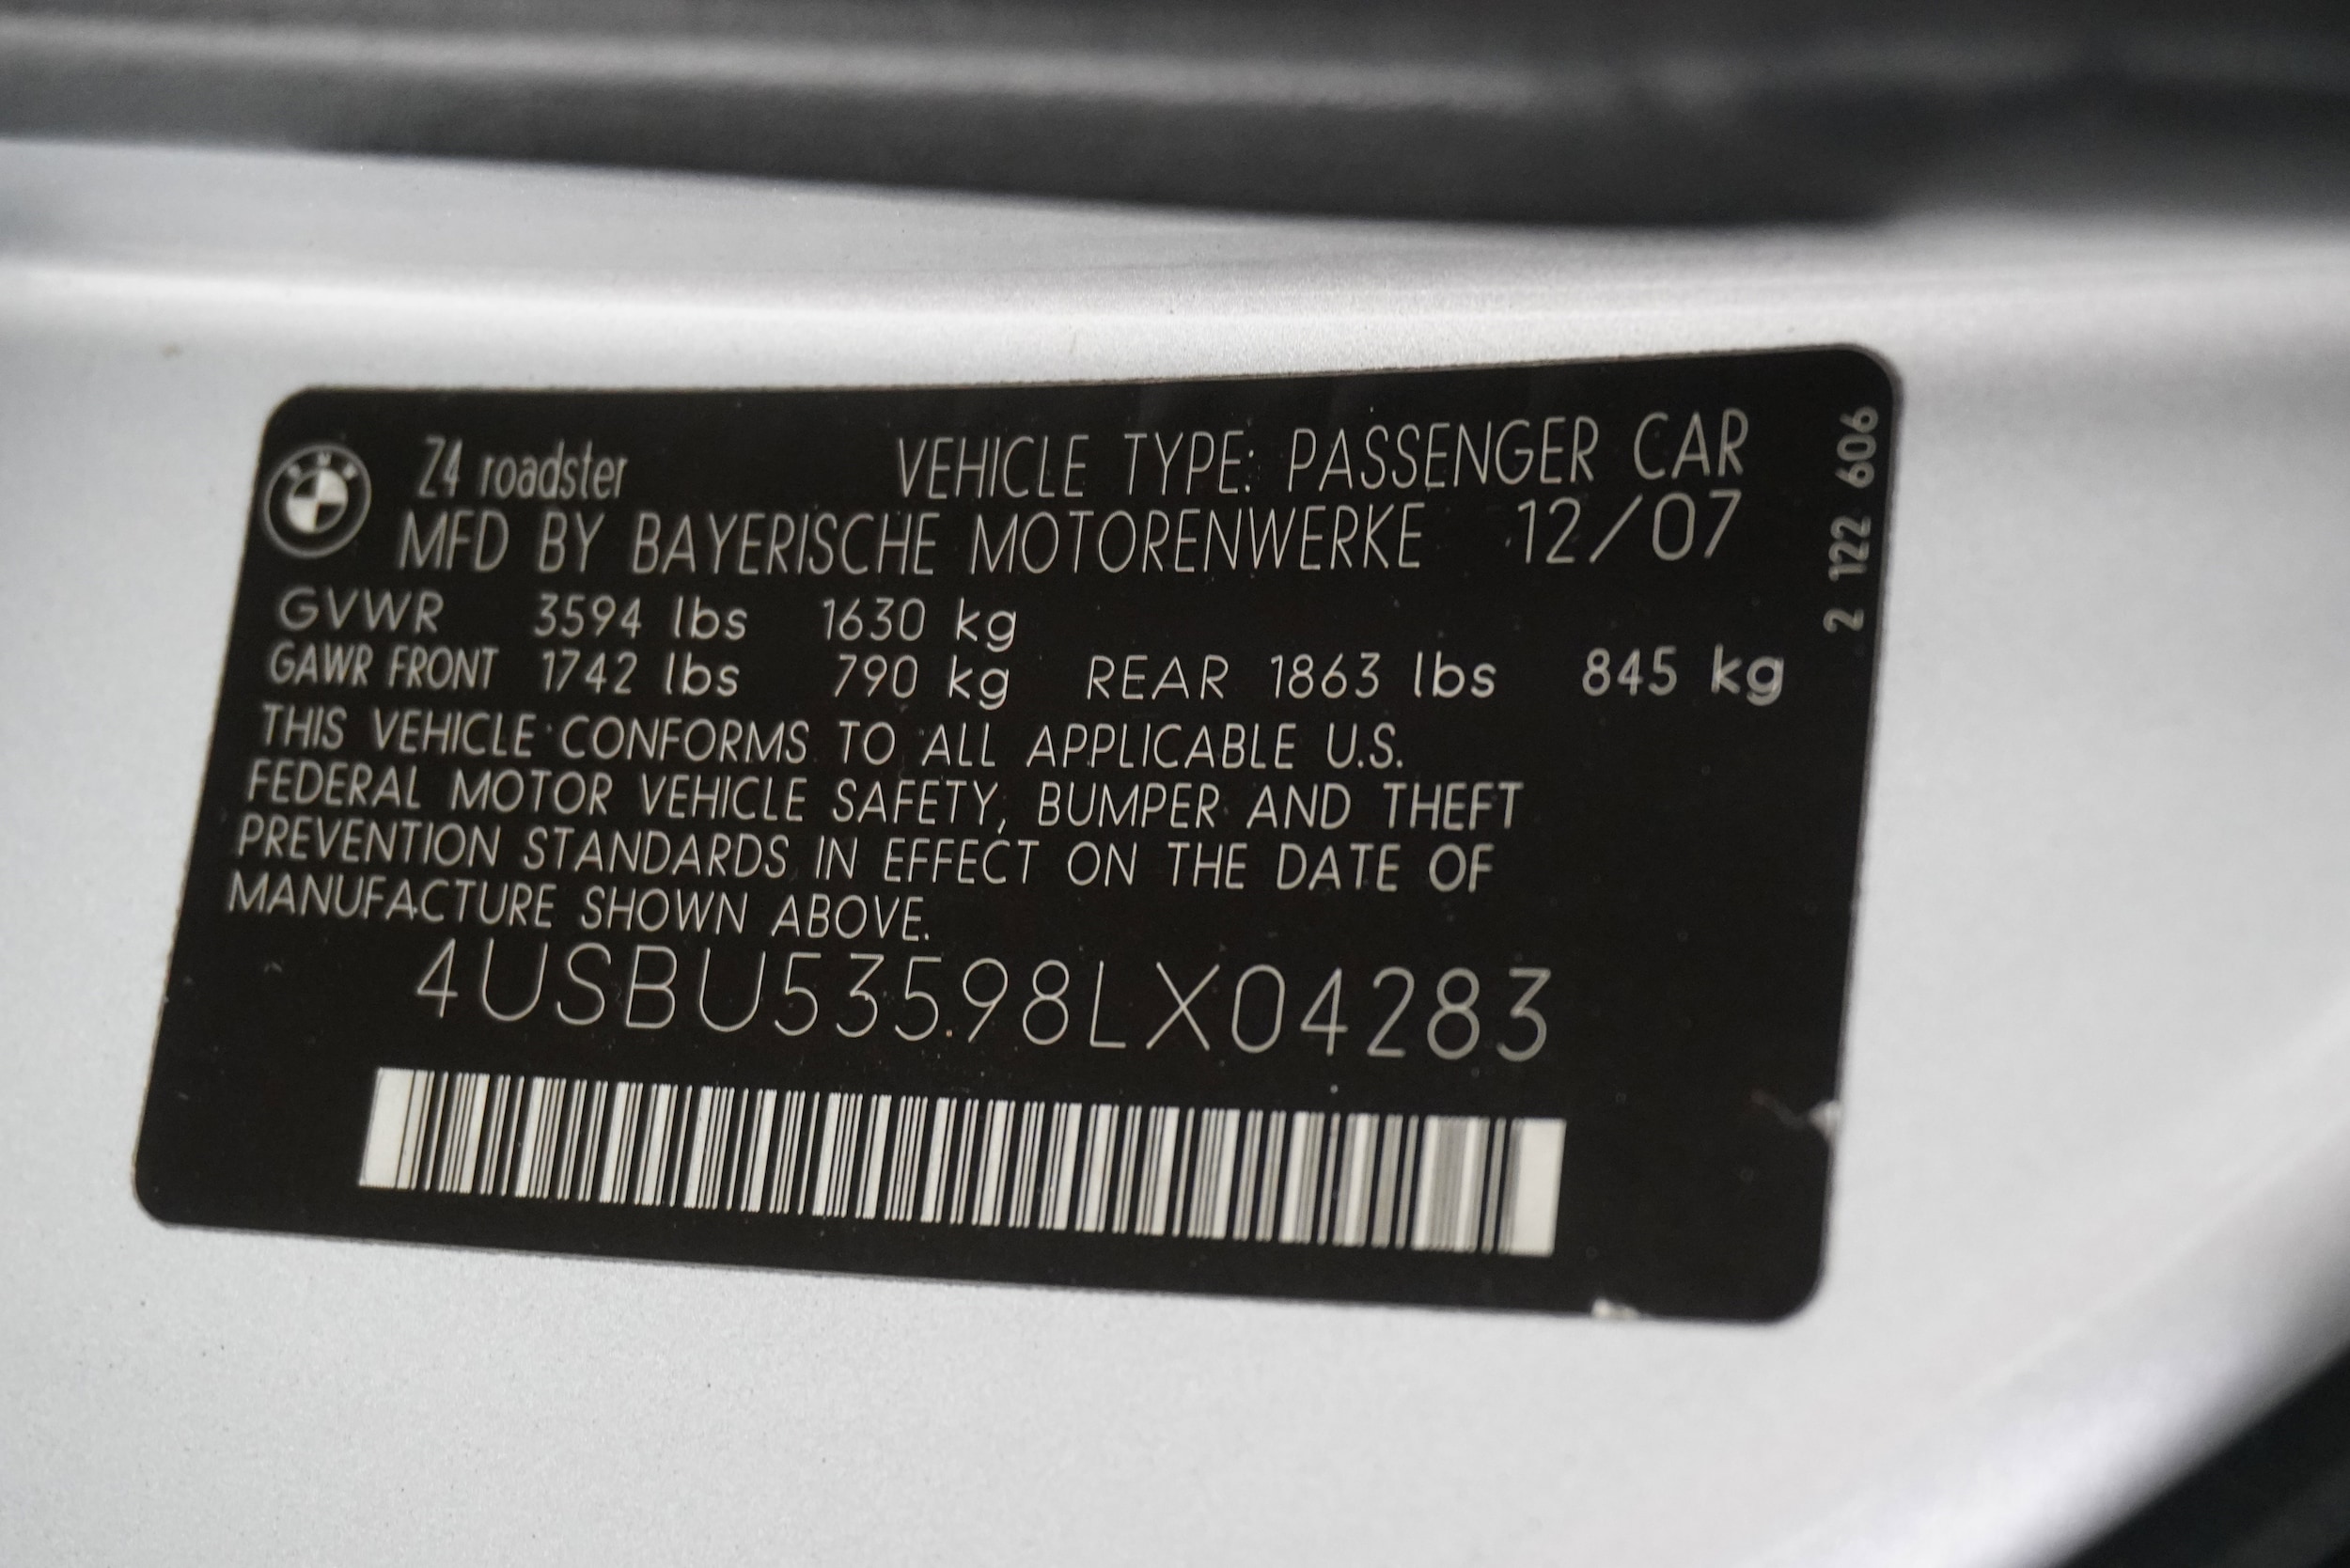 BMW
Z4 roadster VEHICLE TYPE: PASSENGER CAR
MFD BY BAYERISCHE MOTORENWERKE 12/07
GVWR 3594 lbs 1630 kg
GAWR FRONT 1742 lbs 790 kg REAR 1863 lbs 845 kg
THIS VEHICLE CONFORMS TO ALL APPLICABLE U.S.
FEDERAL MOTOR VEHICLE SAFETY, BUMPER AND THEFT
PREVENTION STANDARDS IN EFFECT ON THE DATE OF
MANUFACTURE SHOWN ABOVE.
4USBU53598LX04283
2 122 606